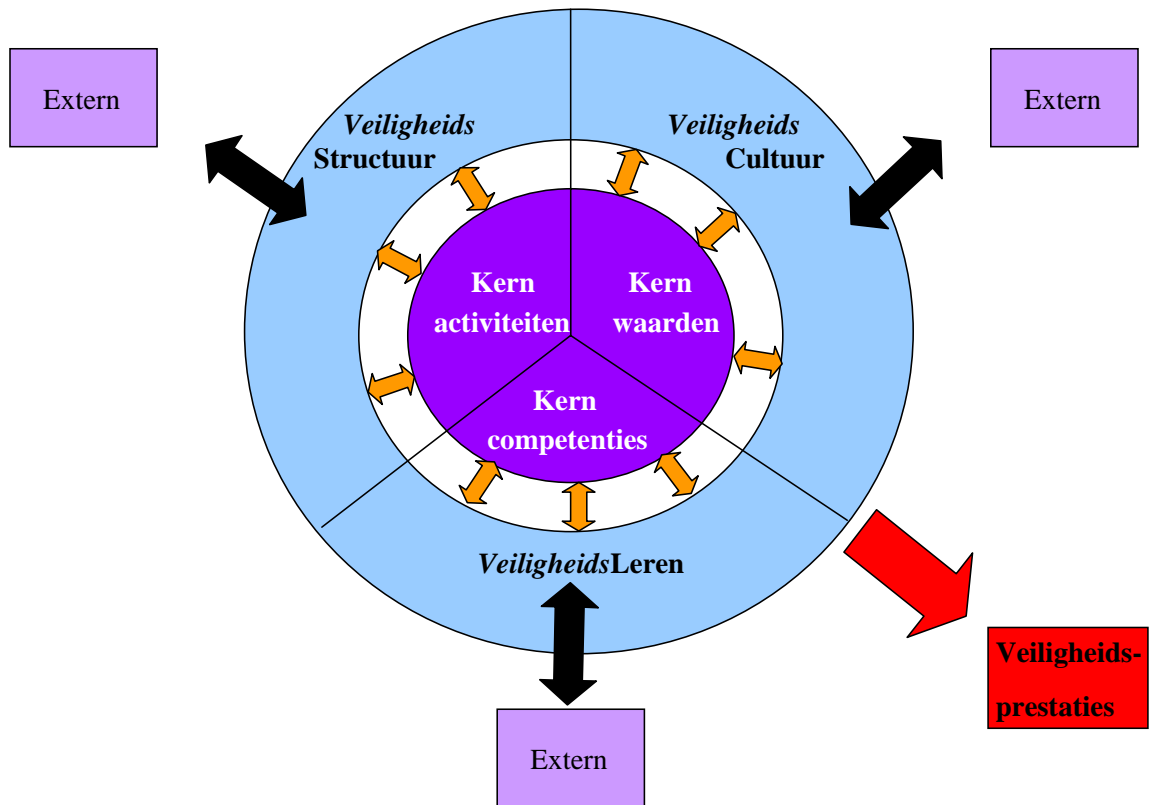 Extern
Extern
Veiligheids
Structuur
Veiligheids
Cultuur
Kern
activiteiten
Kern
waarden
Kern
competenties
VeiligheidsLeren
Veiligheids-
prestaties
Extern